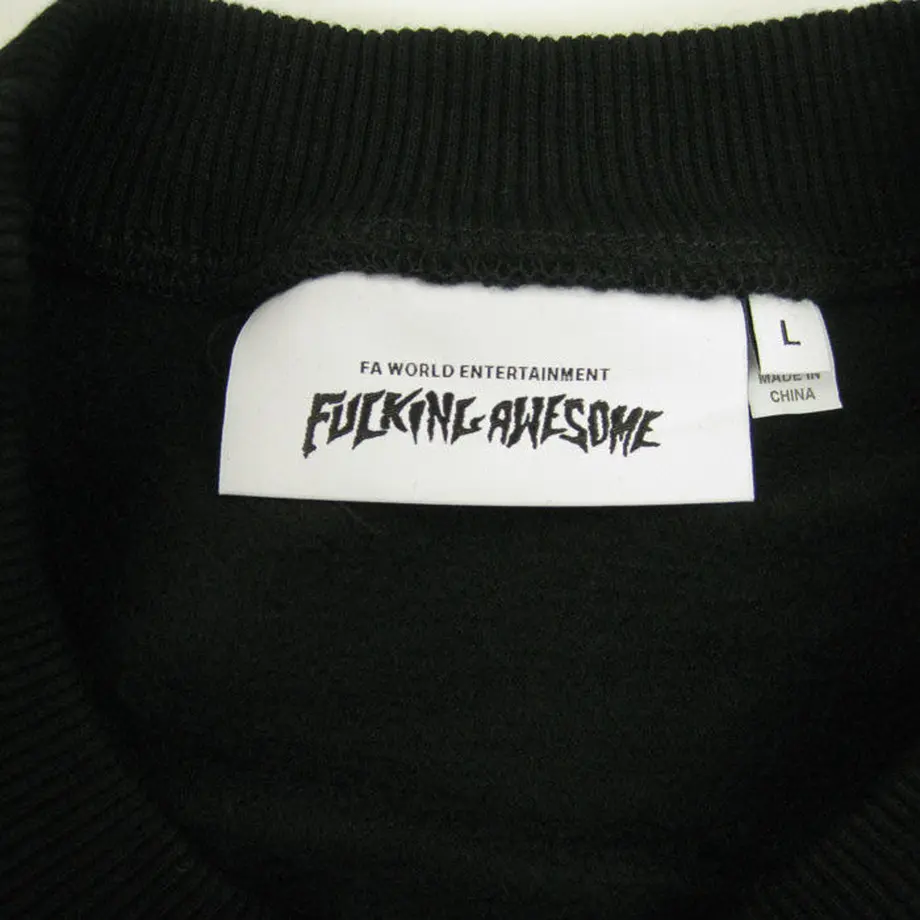 FA WORLD ENTERTAINMENT
FUCKING AWESOME
L
MADE IN
CHINA